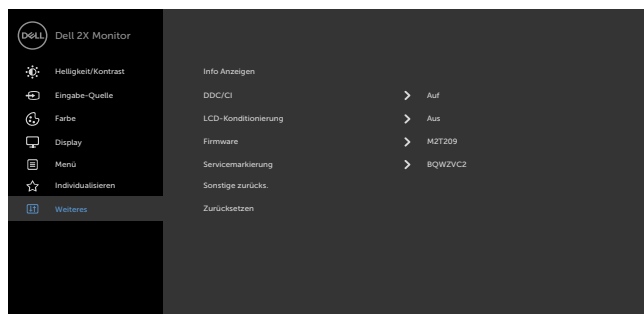 DELL Dell 2X Monitor
Helligkeit/Kontrast Info Anzeigen
Eingabe-Quelle DDC/CI Auf
Farbe LCD-Konditionierung Aus
Display Firmware M2T209
Menü Servicemarkierung BQWZVC2
Individualisieren Sonstige zurücks.
Weiteres Zurücksetzen